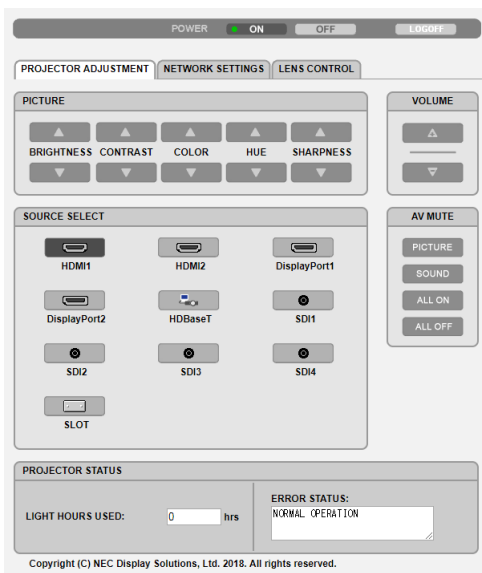 POWER ON OFF LOGOFF
PROJECTOR ADJUSTMENT NETWORK SETTINGS LENS CONTROL
PICTURE
BRIGHTNESS CONTRAST COLOR HUE SHARPNESS
VOLUME
SOURCE SELECT
HDMI1 HDMI2 DisplayPort1
DisplayPort2 HDBaseT SDI1
SDI2 SDI3 SDI4
SLOT
AV MUTE
PICTURE
SOUND
ALL ON
ALL OFF
PROJECTOR STATUS
LIGHT HOURS USED: 0 hrs
ERROR STATUS:
NORMAL OPERATION
Copyright (C) NEC Display Solutions, Ltd. 2018. All rights reserved.